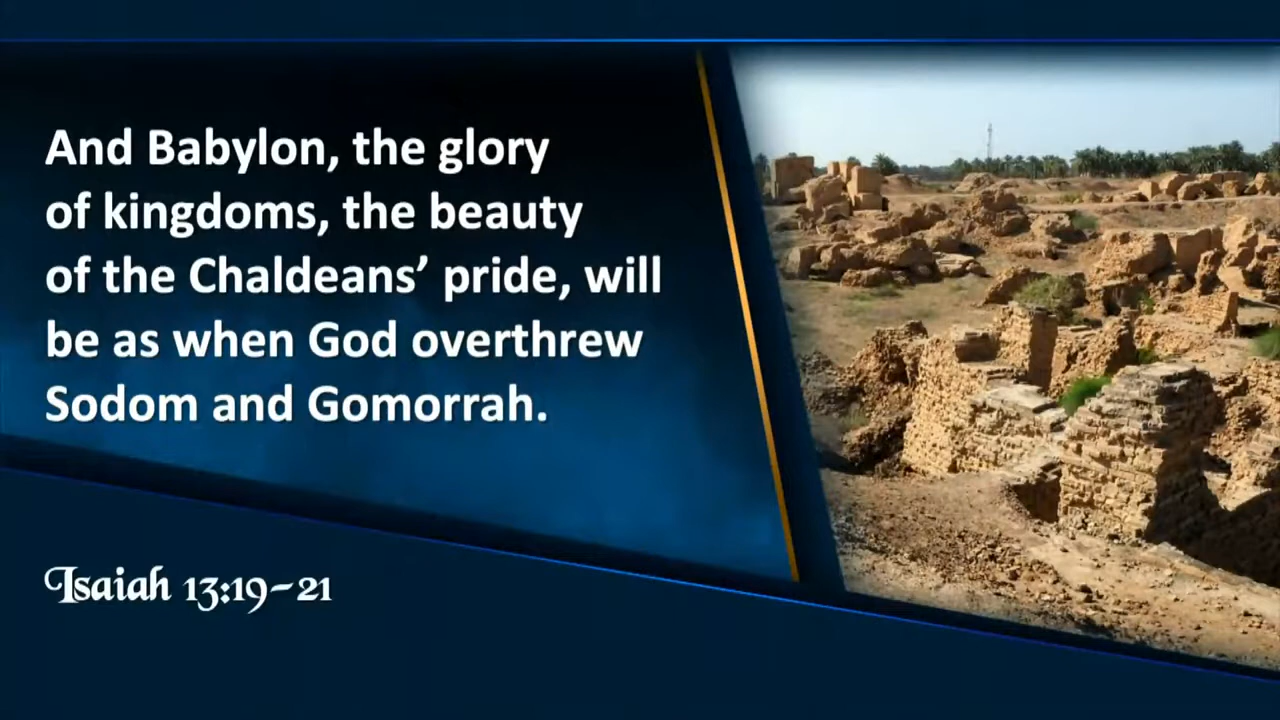 And Babylon, the glory
of kingdoms, the beauty
of the Chaldeans’ pride, will
be as when God overthrew
Sodom and Gomorrah.
Isaiah 13:19–21